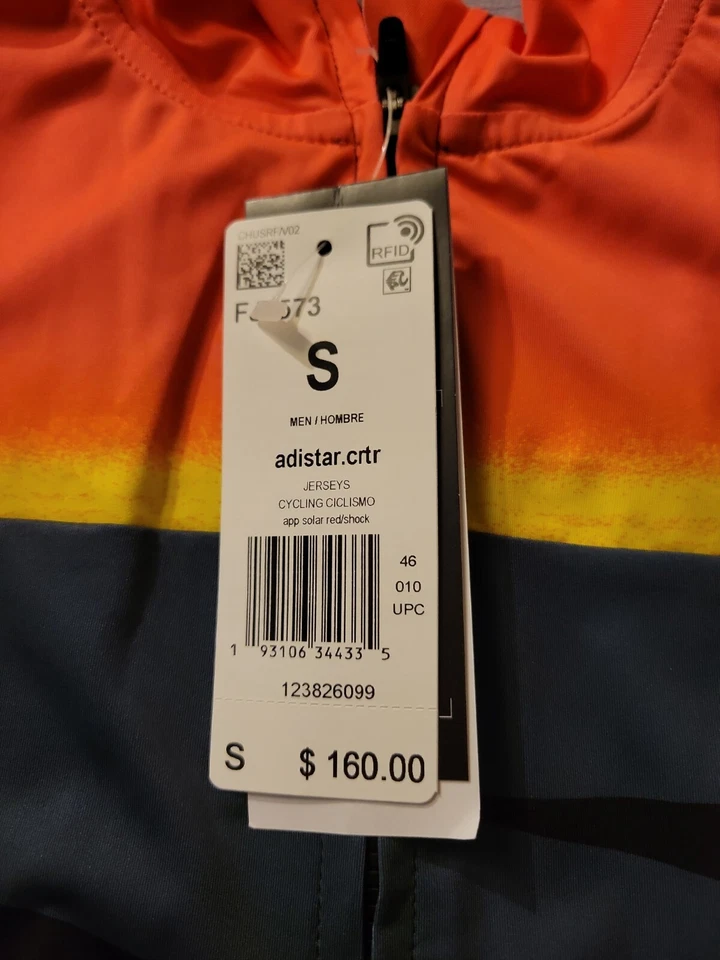 CHUSRF/V02
RFID
573
S
MEN / HOMBRE
adistar.crtr
JERSEYS
CYCLING CICLISMO
app solar red/shock
46
010
UPC
1 93106 34433 5
123826099
S $ 160.00